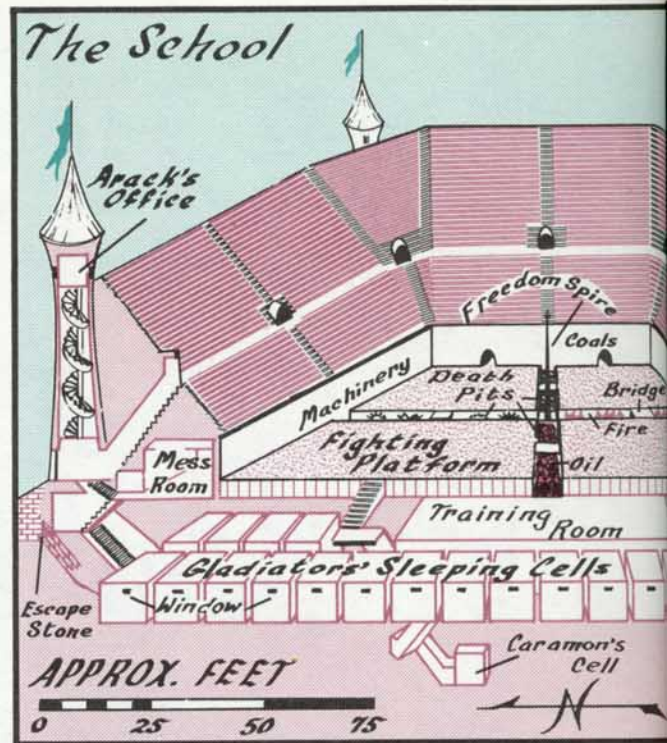 The School
Arack's
Office
Freedom Spire
Coals
Machinery
Death
Pits
Bridge
Fire
Mess
Room
Fighting
Platform
Oil
Training
Room
Gladiators' Sleeping Cells
Window
Escape
Stone
Caramon's
Cell
APPROX. FEET
0 25 50 75
N